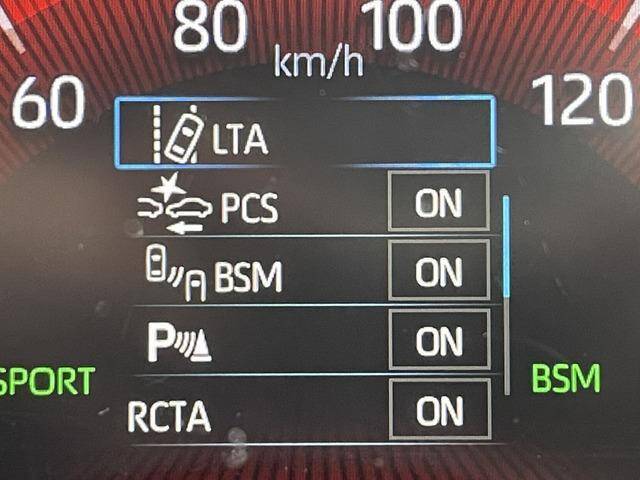 80 100
km/h
60 120
LTA
PCS ON
BSM ON
P ON
SPORT BSM
RCTA ON